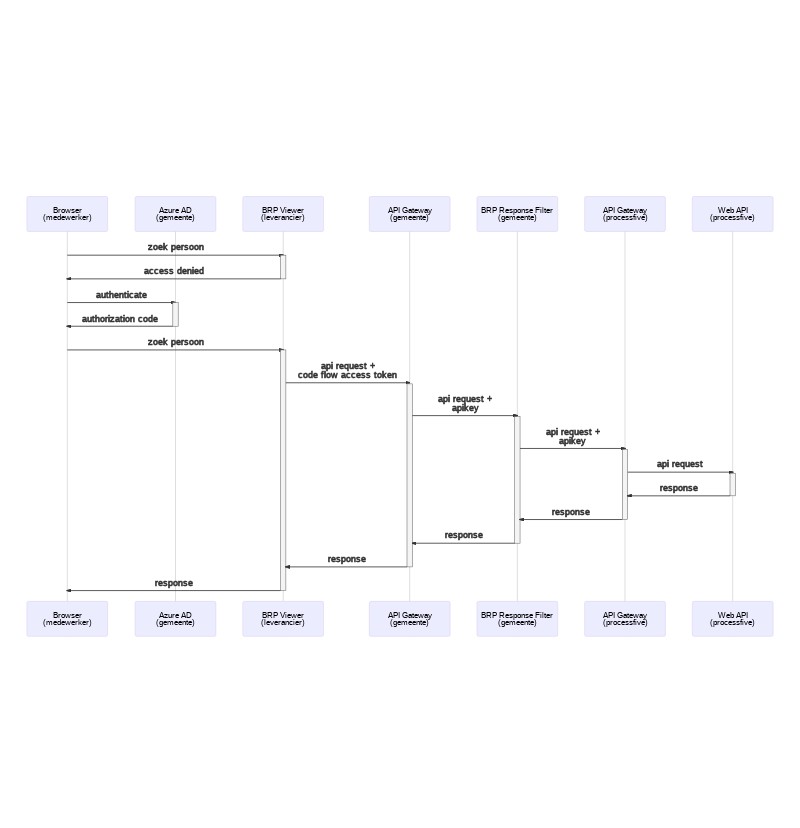 Browser
(medewerker)
Azure AD
(gemeente)
BRP Viewer
(leverancier)
API Gateway
(gemeente)
BRP Response Filter
(gemeente)
API Gateway
(processfive)
Web API
(processfive)
zoek persoon
access denied
authenticate
authorization code
zoek persoon
api request +
code flow access token
api request +
apikey
api request +
apikey
api request
response
response
response
response
response
Browser
(medewerker)
Azure AD
(gemeente)
BRP Viewer
(leverancier)
API Gateway
(gemeente)
BRP Response Filter
(gemeente)
API Gateway
(processfive)
Web API
(processfive)